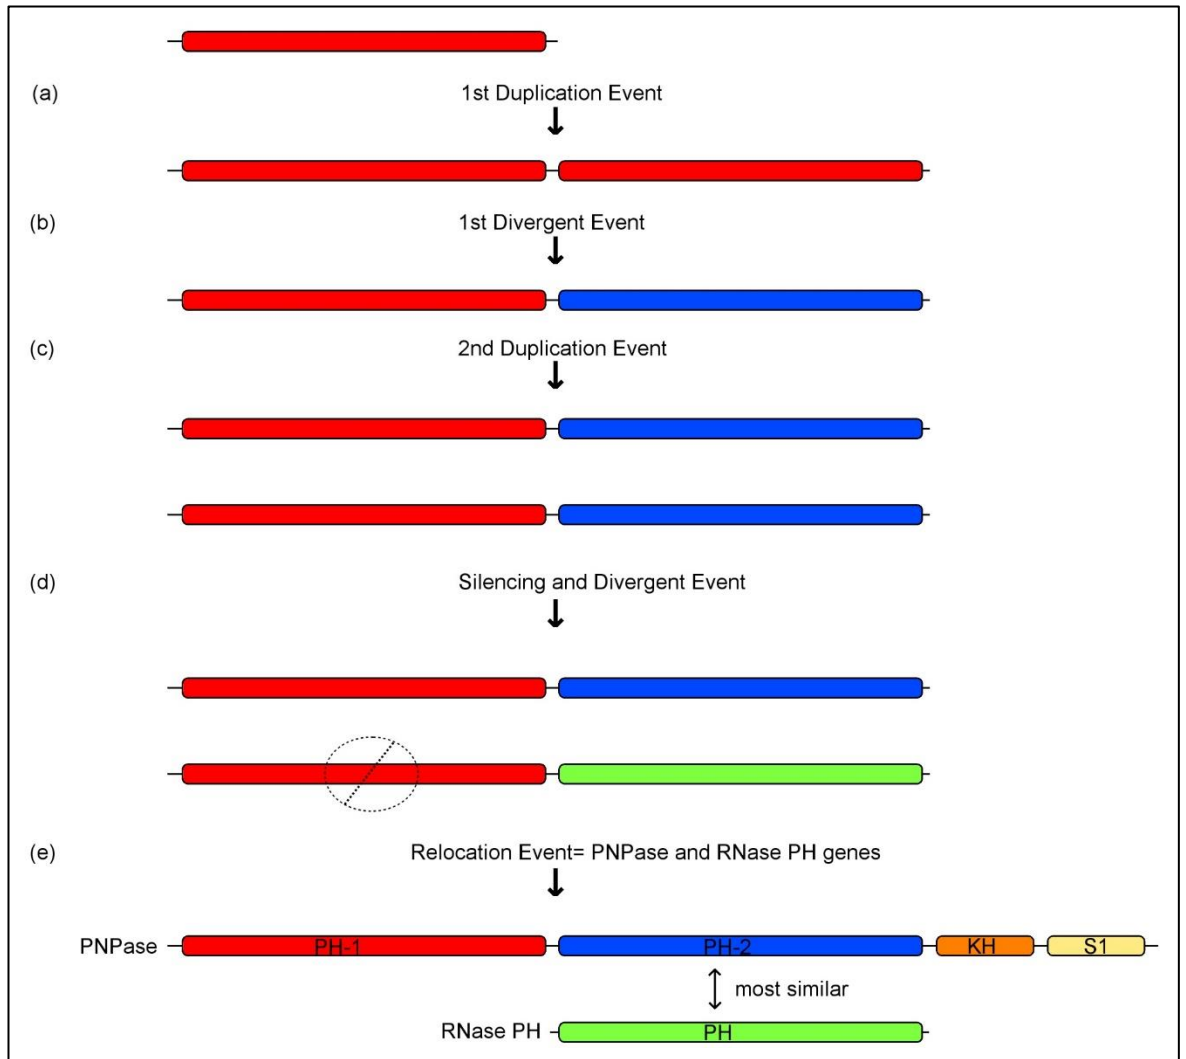 (a) 1st Duplication Event
(b) 1st Divergent Event
(c) 2nd Duplication Event
(d) Silencing and Divergent Event
(e) Relocation Event= PNPase and RNase PH genes
PNPase PH-1 PH-2 KH S1
most similar
RNase PH PH